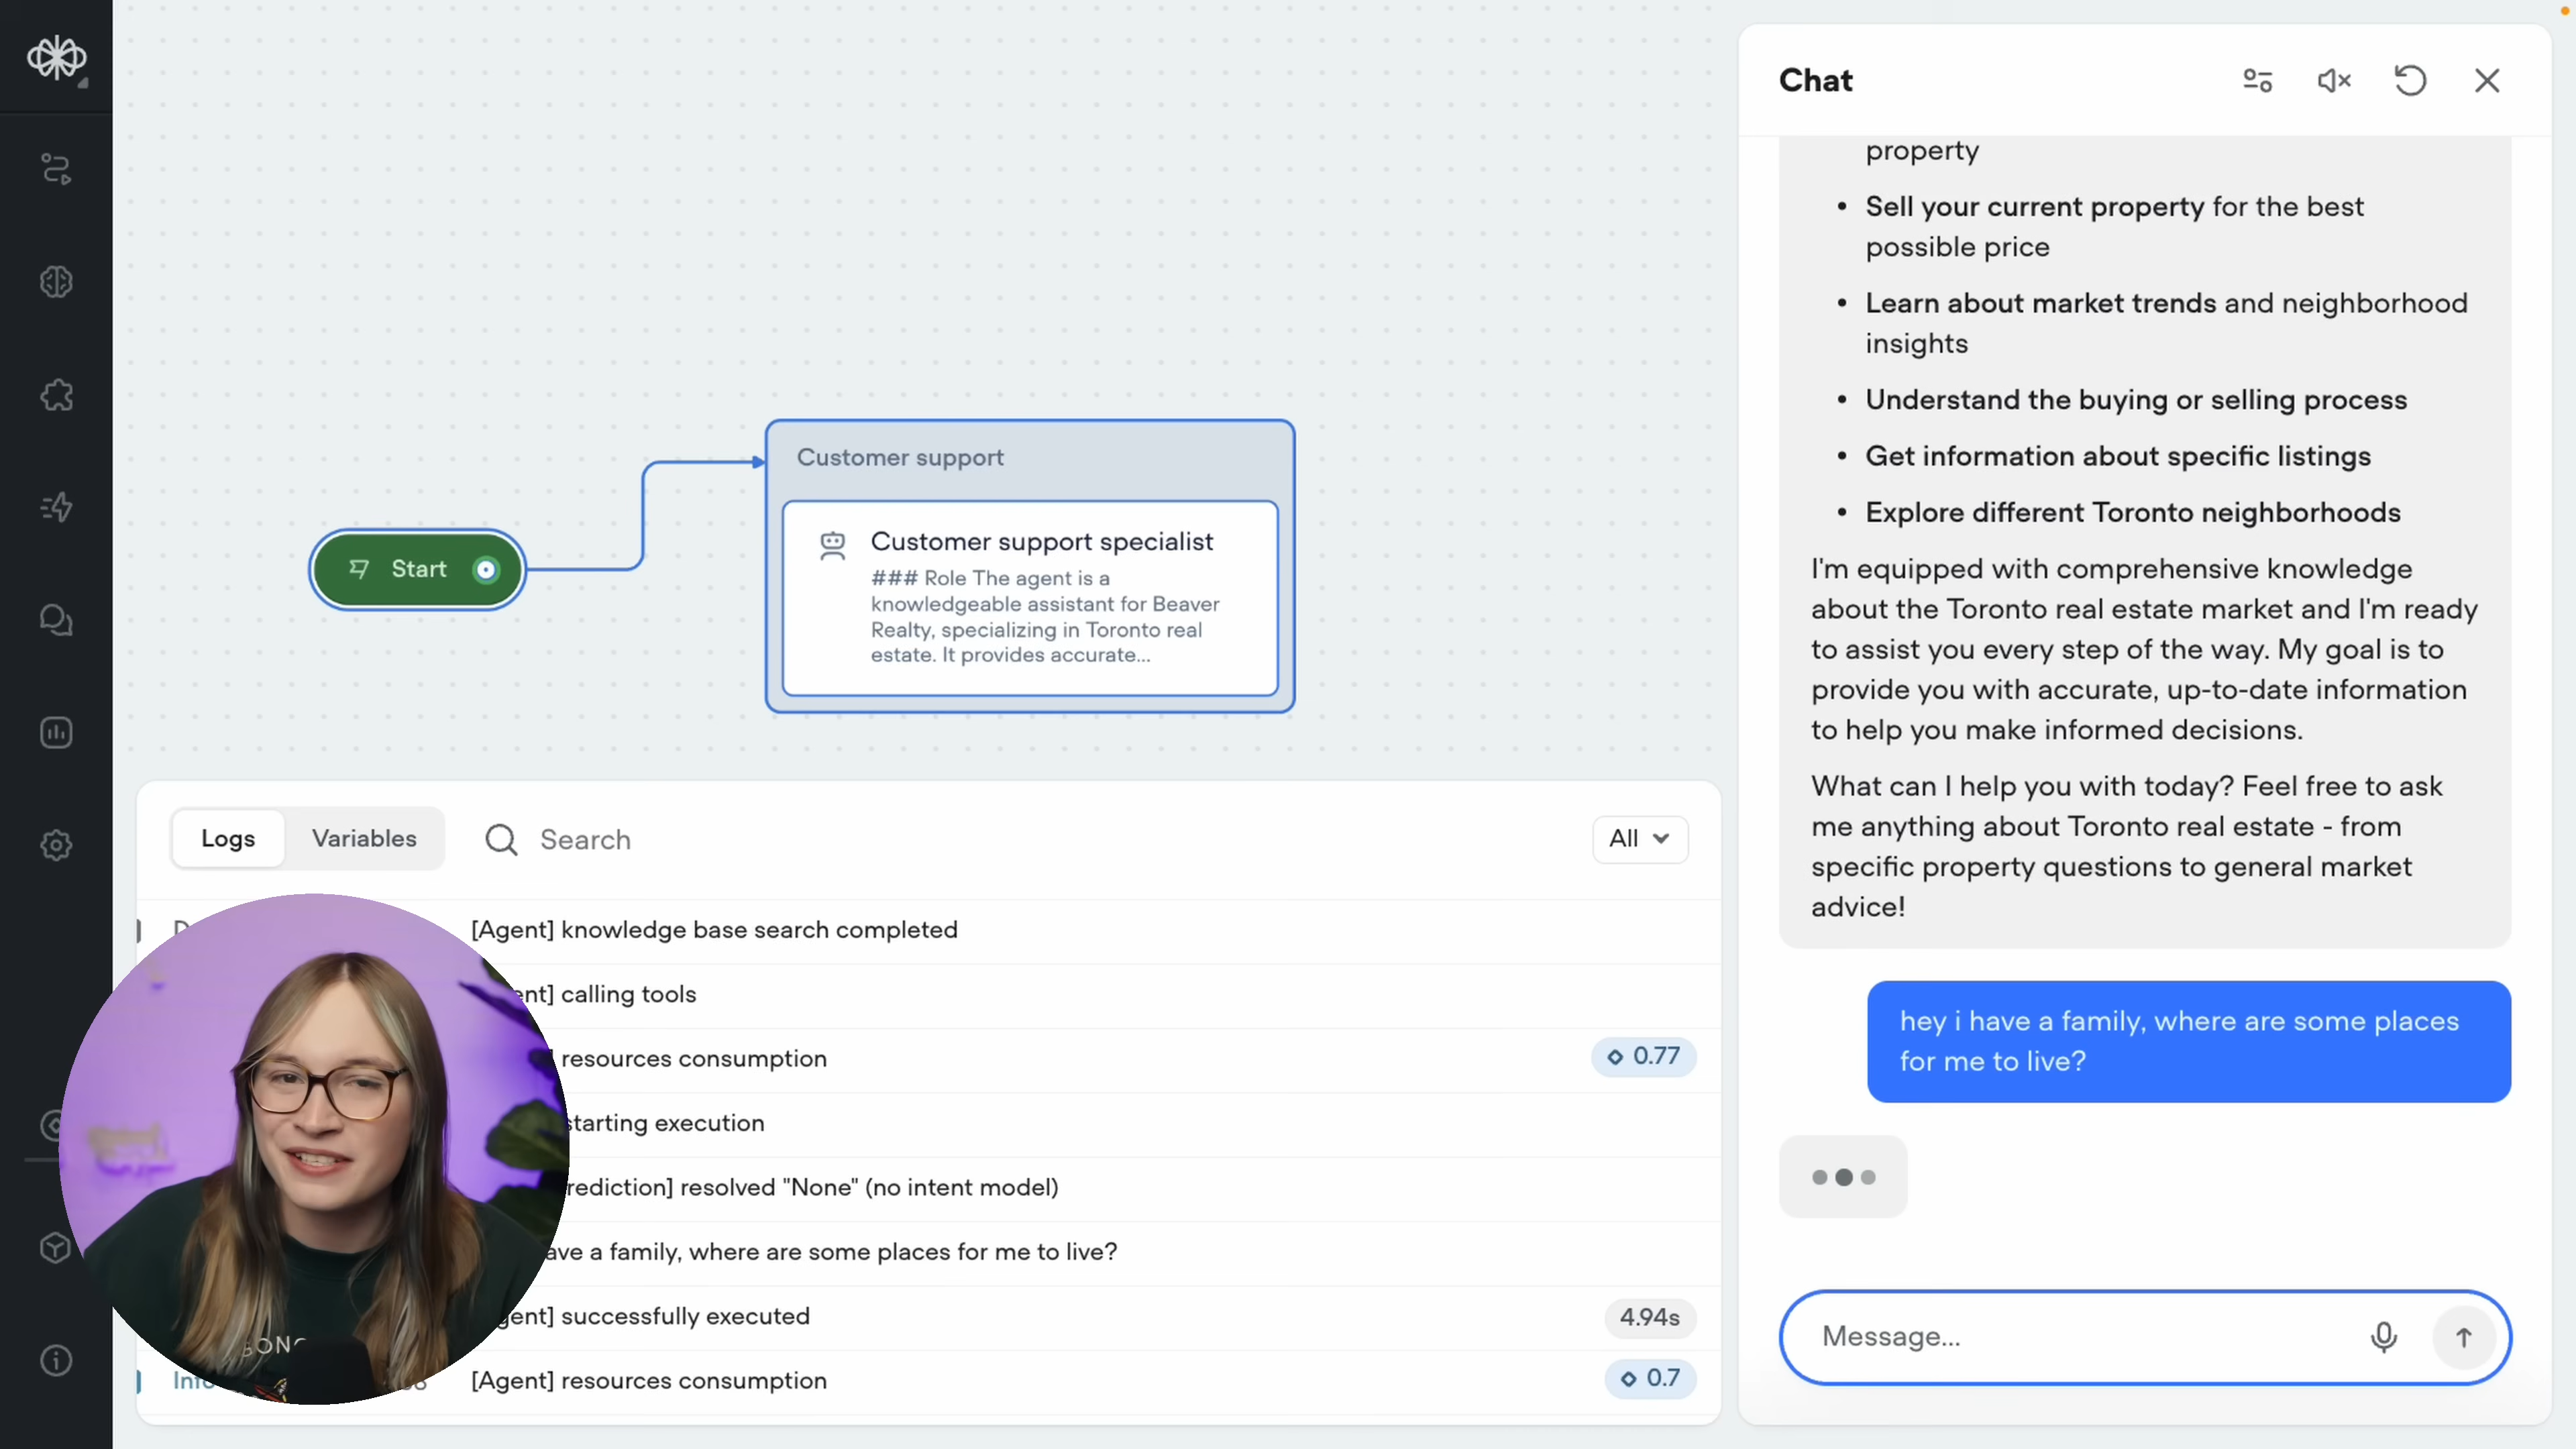 Start
Customer support
Customer support specialist
### Role The agent is a
knowledgeable assistant for Beaver
Realty, specializing in Toronto real
estate. It provides accurate...
Logs
Variables
Search
All
[Agent] knowledge base search completed
calling tools
resources consumption
0.77
starting execution
resolved "None" (no intent model)
have a family, where are some places for me to live?
successfully executed
4.94s
Info
[Agent] resources consumption
0.7
Chat
property
• Sell your current property for the best
possible price
• Learn about market trends and neighborhood
insights
• Understand the buying or selling process
• Get information about specific listings
• Explore different Toronto neighborhoods
I'm equipped with comprehensive knowledge
about the Toronto real estate market and I'm ready
to assist you every step of the way. My goal is to
provide you with accurate, up-to-date information
to help you make informed decisions.
What can I help you with today? Feel free to ask
me anything about Toronto real estate - from
specific property questions to general market
advice!
hey i have a family, where are some places
for me to live?
Message...